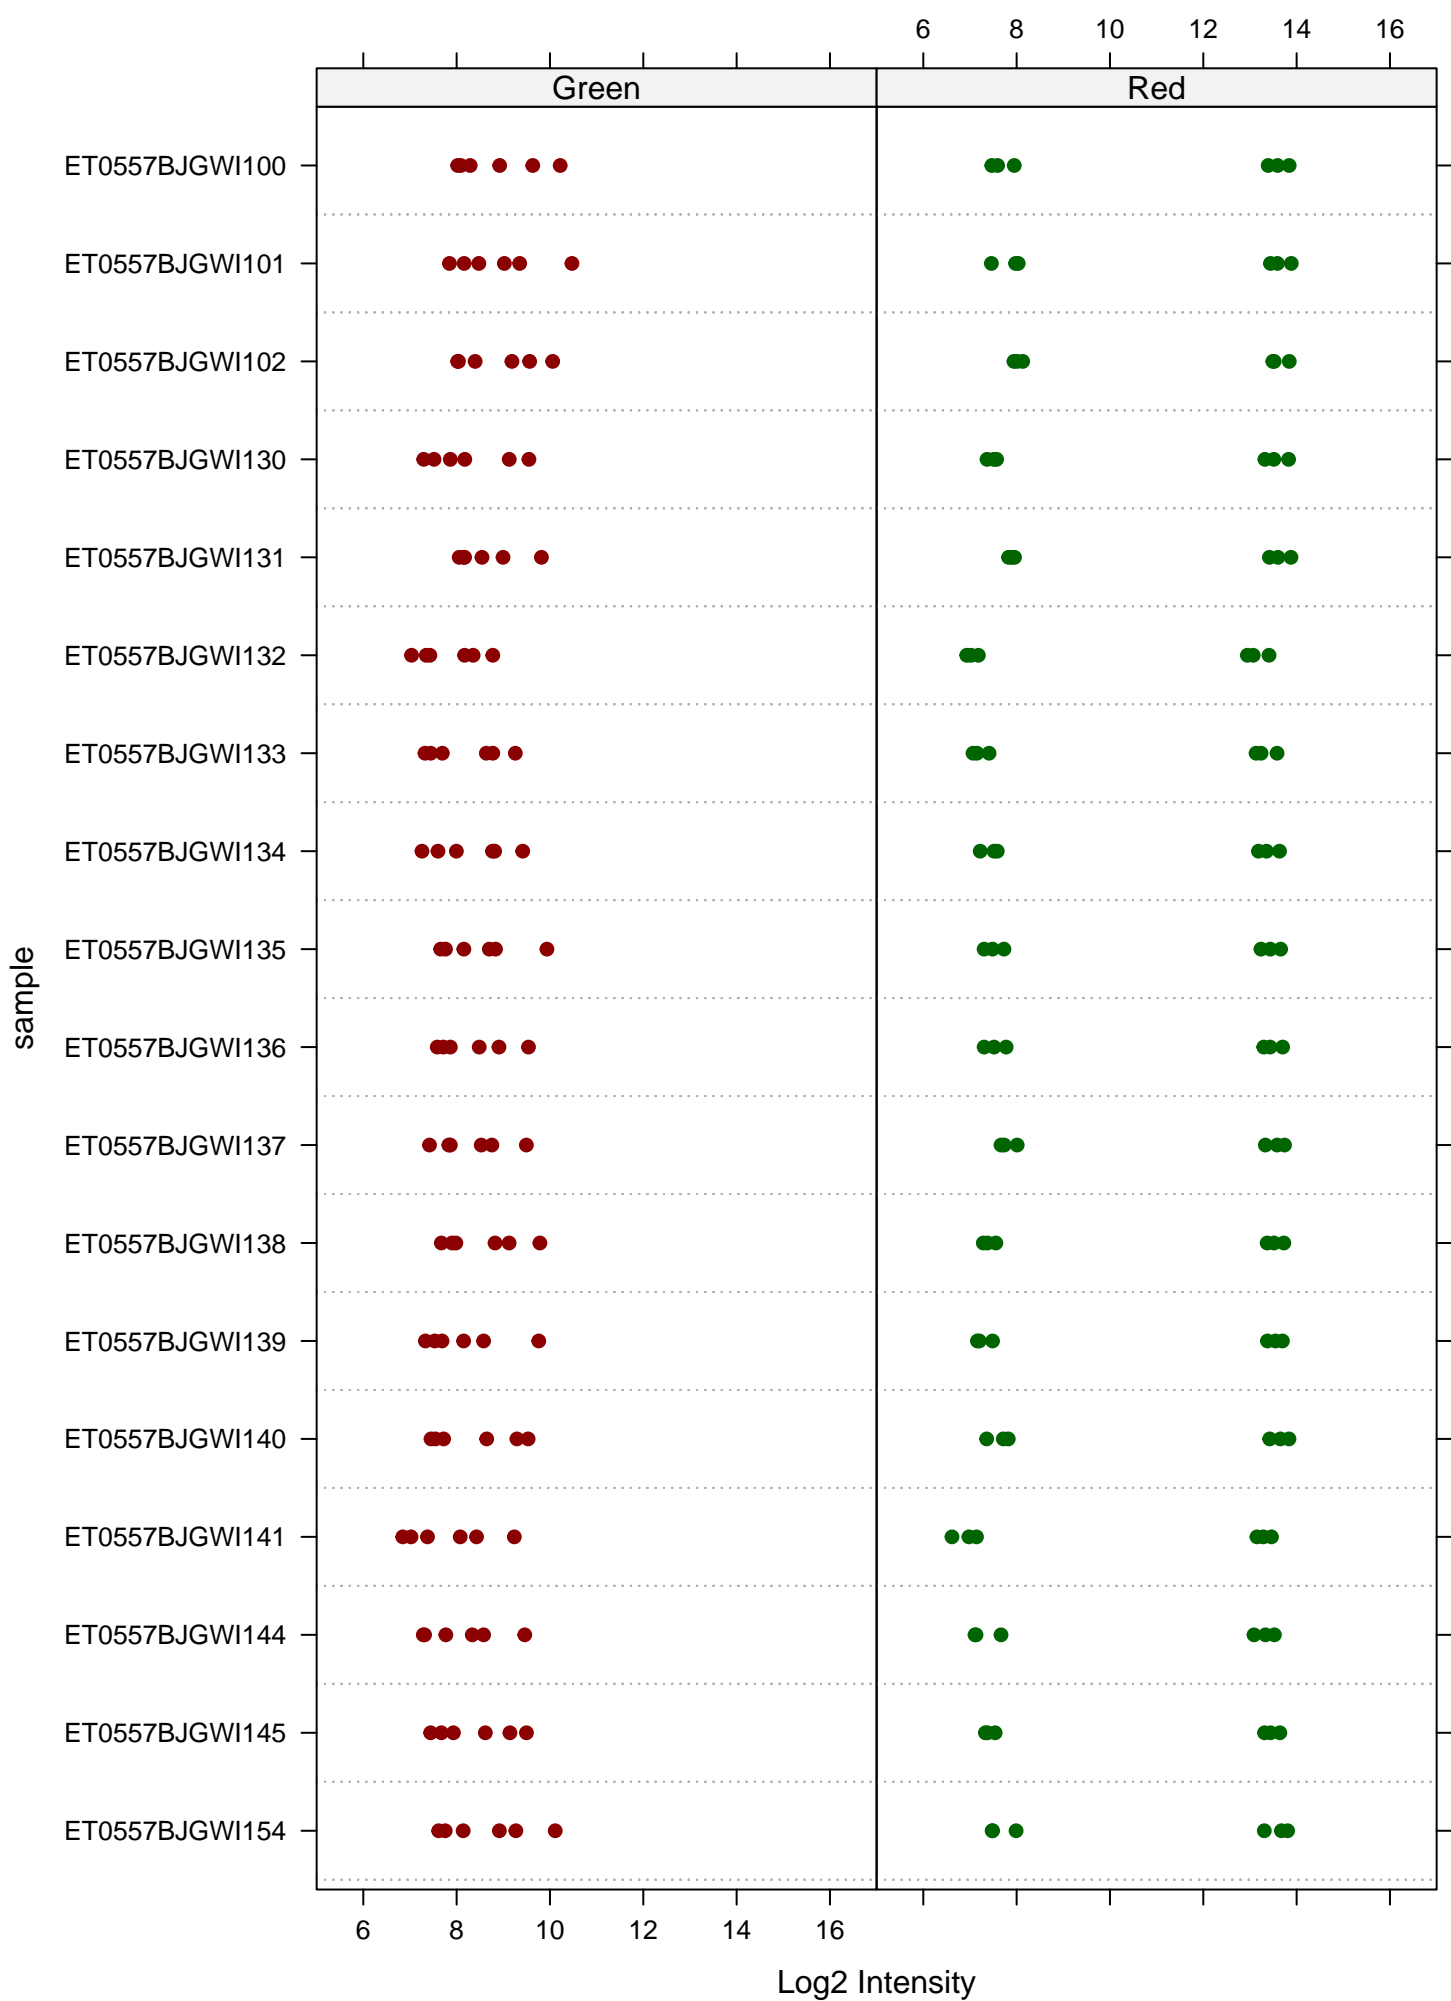 6 8 10 12 14 16
Green Red
ET0557BJGWI100
ET0557BJGWI101
ET0557BJGWI102
ET0557BJGWI130
ET0557BJGWI131
ET0557BJGWI132
ET0557BJGWI133
ET0557BJGWI134
ET0557BJGWI135
sample
ET0557BJGWI136
ET0557BJGWI137
ET0557BJGWI138
ET0557BJGWI139
ET0557BJGWI140
ET0557BJGWI141
ET0557BJGWI144
ET0557BJGWI145
ET0557BJGWI154
6 8 10 12 14 16
Log2 Intensity